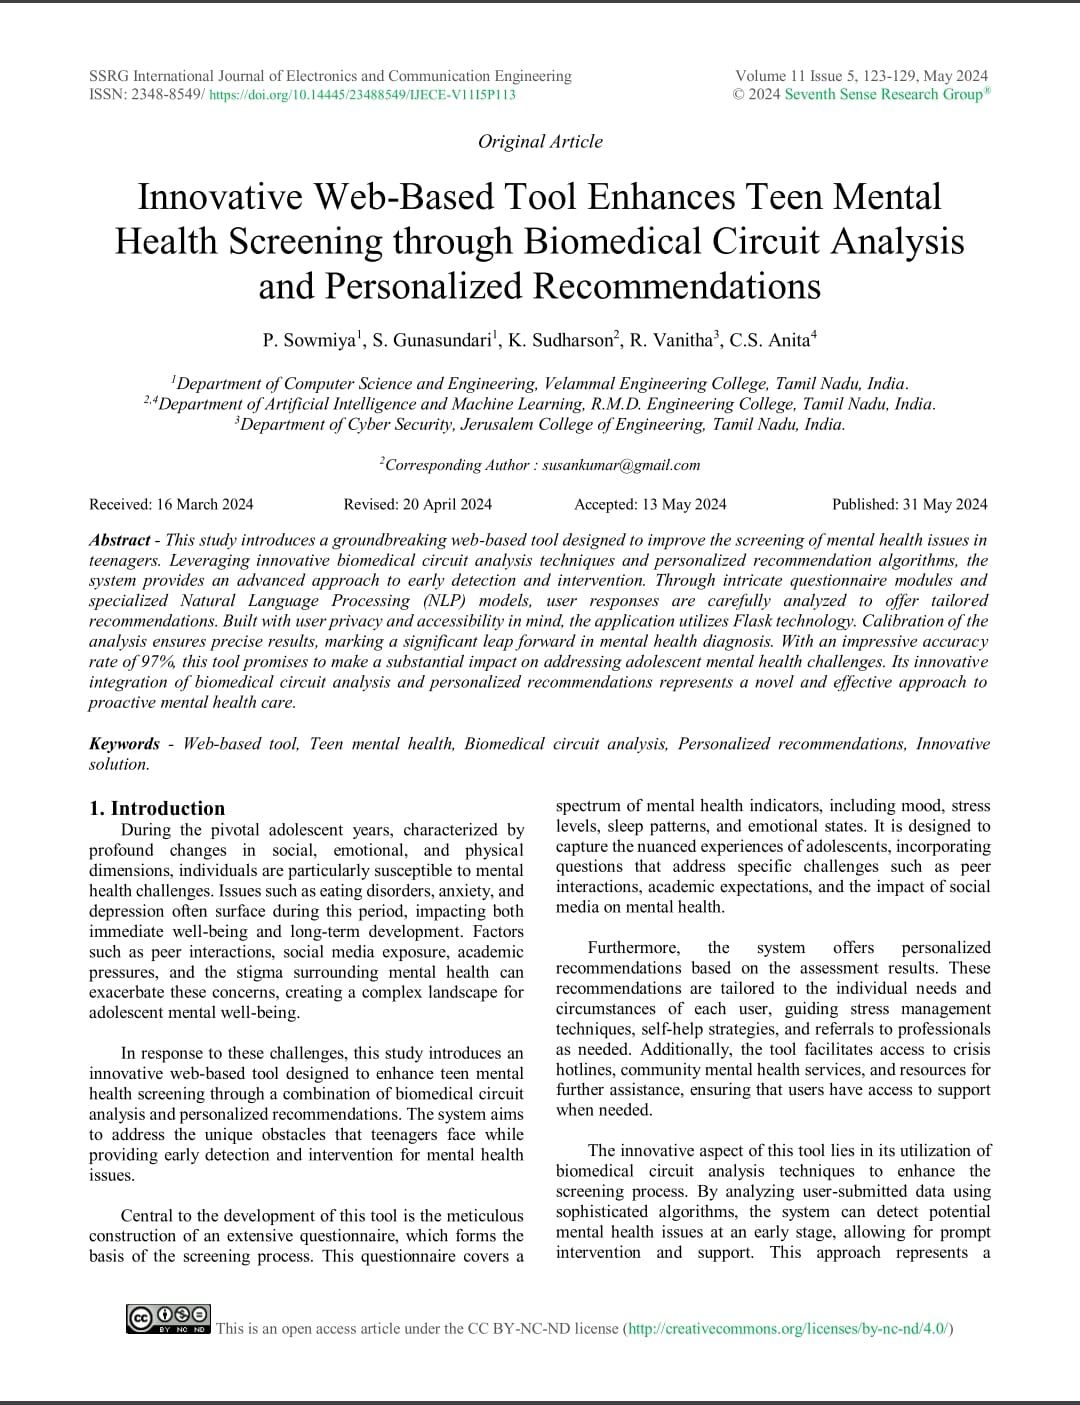 SSRG International Journal of Electronics and Communication Engineering
Volume 11 Issue 5, 123-129, May 2024
ISSN: 2348-8549/ https://doi.org/10.14445/23488549/IJECE-V11I5P113
© 2024 Seventh Sense Research Group®
Original Article
Innovative Web-Based Tool Enhances Teen Mental
Health Screening through Biomedical Circuit Analysis
and Personalized Recommendations
P. Sowmiya1, S. Gunasundari1, K. Sudharson2, R. Vanitha3, C.S. Anita4
1Department of Computer Science and Engineering, Velammal Engineering College, Tamil Nadu, India.
2,4Department of Artificial Intelligence and Machine Learning, R.M.D. Engineering College, Tamil Nadu, India.
3Department of Cyber Security, Jerusalem College of Engineering, Tamil Nadu, India.
2Corresponding Author : susankumar@gmail.com
Received: 16 March 2024 Revised: 20 April 2024 Accepted: 13 May 2024 Published: 31 May 2024
Abstract - This study introduces a groundbreaking web-based tool designed to improve the screening of mental health issues in
teenagers. Leveraging innovative biomedical circuit analysis techniques and personalized recommendation algorithms, the
system provides an advanced approach to early detection and intervention. Through intricate questionnaire modules and
specialized Natural Language Processing (NLP) models, user responses are carefully analyzed to offer tailored
recommendations. Built with user privacy and accessibility in mind, the application utilizes Flask technology. Calibration of the
analysis ensures precise results, marking a significant leap forward in mental health diagnosis. With an impressive accuracy
rate of 97%, this tool promises to make a substantial impact on addressing adolescent mental health challenges. Its innovative
integration of biomedical circuit analysis and personalized recommendations represents a novel and effective approach to
proactive mental health care.
Keywords - Web-based tool, Teen mental health, Biomedical circuit analysis, Personalized recommendations, Innovative
solution.
1. Introduction
During the pivotal adolescent years, characterized by
profound changes in social, emotional, and physical
dimensions, individuals are particularly susceptible to mental
health challenges. Issues such as eating disorders, anxiety, and
depression often surface during this period, impacting both
immediate well-being and long-term development. Factors
such as peer interactions, social media exposure, academic
pressures, and the stigma surrounding mental health can
exacerbate these concerns, creating a complex landscape for
adolescent mental well-being.
In response to these challenges, this study introduces an
innovative web-based tool designed to enhance teen mental
health screening through a combination of biomedical circuit
analysis and personalized recommendations. The system aims
to address the unique obstacles that teenagers face while
providing early detection and intervention for mental health
issues.
Central to the development of this tool is the meticulous
construction of an extensive questionnaire, which forms the
basis of the screening process. This questionnaire covers a
spectrum of mental health indicators, including mood, stress
levels, sleep patterns, and emotional states. It is designed to
capture the nuanced experiences of adolescents, incorporating
questions that address specific challenges such as peer
interactions, academic expectations, and the impact of social
media on mental health.
Furthermore, the system offers personalized
recommendations based on the assessment results. These
recommendations are tailored to the individual needs and
circumstances of each user, guiding stress management
techniques, self-help strategies, and referrals to professionals
as needed. Additionally, the tool facilitates access to crisis
hotlines, community mental health services, and resources for
further assistance, ensuring that users have access to support
when needed.
The innovative aspect of this tool lies in its utilization of
biomedical circuit analysis techniques to enhance the
screening process. By analyzing user-submitted data using
sophisticated algorithms, the system can detect potential
mental health issues at an early stage, allowing for prompt
intervention and support. This approach represents a
cc BY NC ND This is an open access article under the CC BY-NC-ND license (http://creativecommons.org/licenses/by-nc-nd/4.0/)